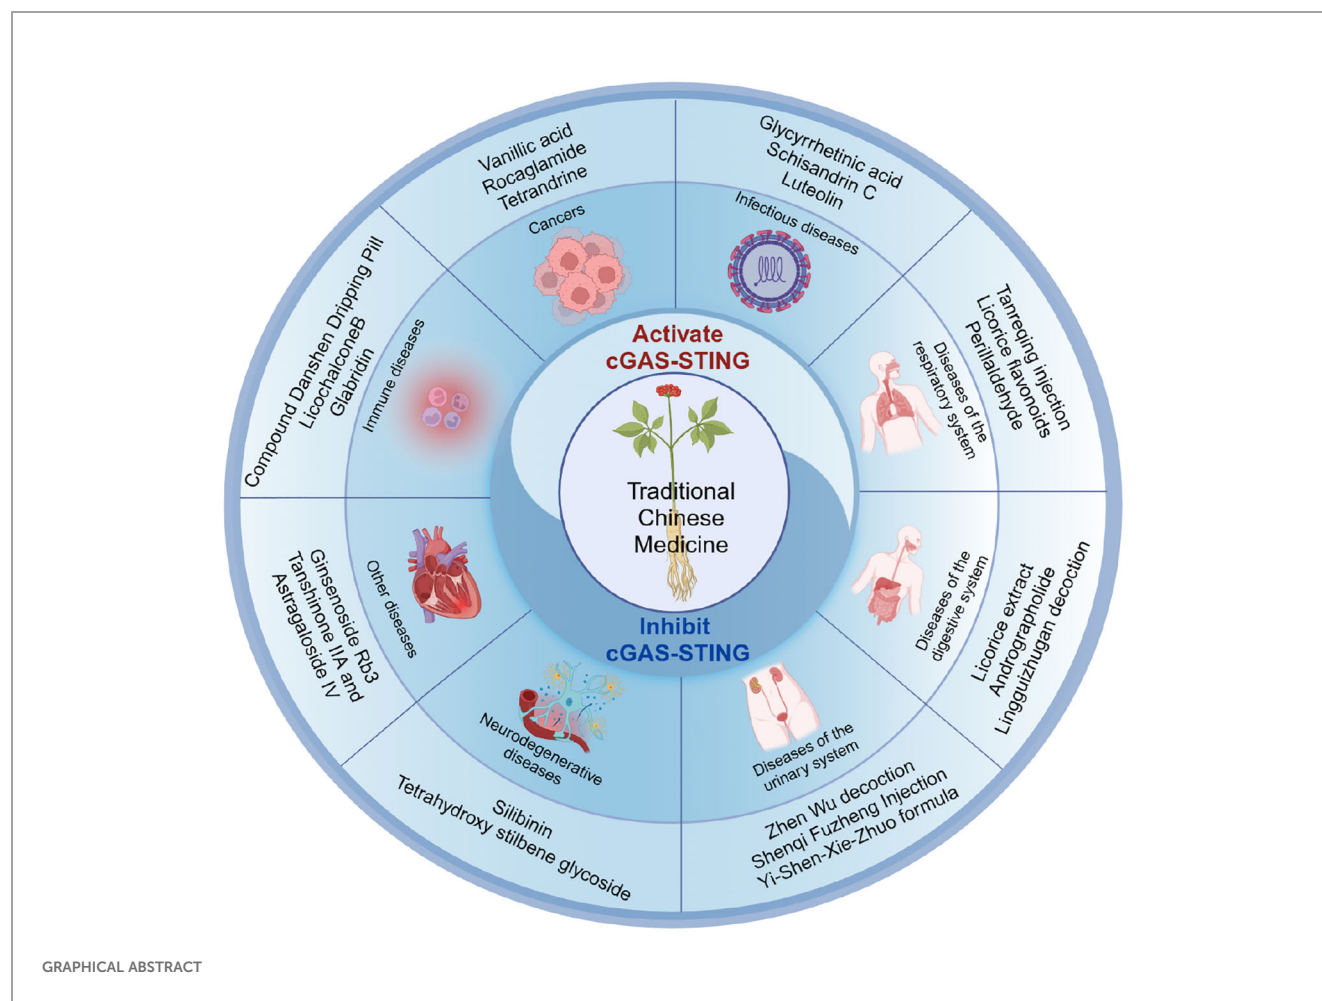 Vanillic acid
Rocaglamide
Tetrandrine
Cancers
Glycyrrhetinic acid
Schisandrin C
Luteolin
Infectious diseases
Tanreqing injection
Licorice flavonoids
Perillaldehyde
Diseases of the
respiratory system
Licorice extract
Andrographolide
Lingguizhugan decoction
Diseases of the
digestive system
Zhen Wu decoction
Shenqi Fuzheng Injection
Yi-Shen-Xie-Zhuo formula
Diseases of the
urinary system
Neurodegenerative
diseases
Silibinin
Tetrahydroxy stilbene glycoside
Other diseases
Ginsenoside Rb3
Tanshinone IIA and
Astragaloside IV
Compound Danshen Dripping Pill
LicochalconeB
Glabridin
Immune diseases
Activate
cGAS-STING
Traditional
Chinese
Medicine
Inhibit
cGAS-STING
GRAPHICAL ABSTRACT